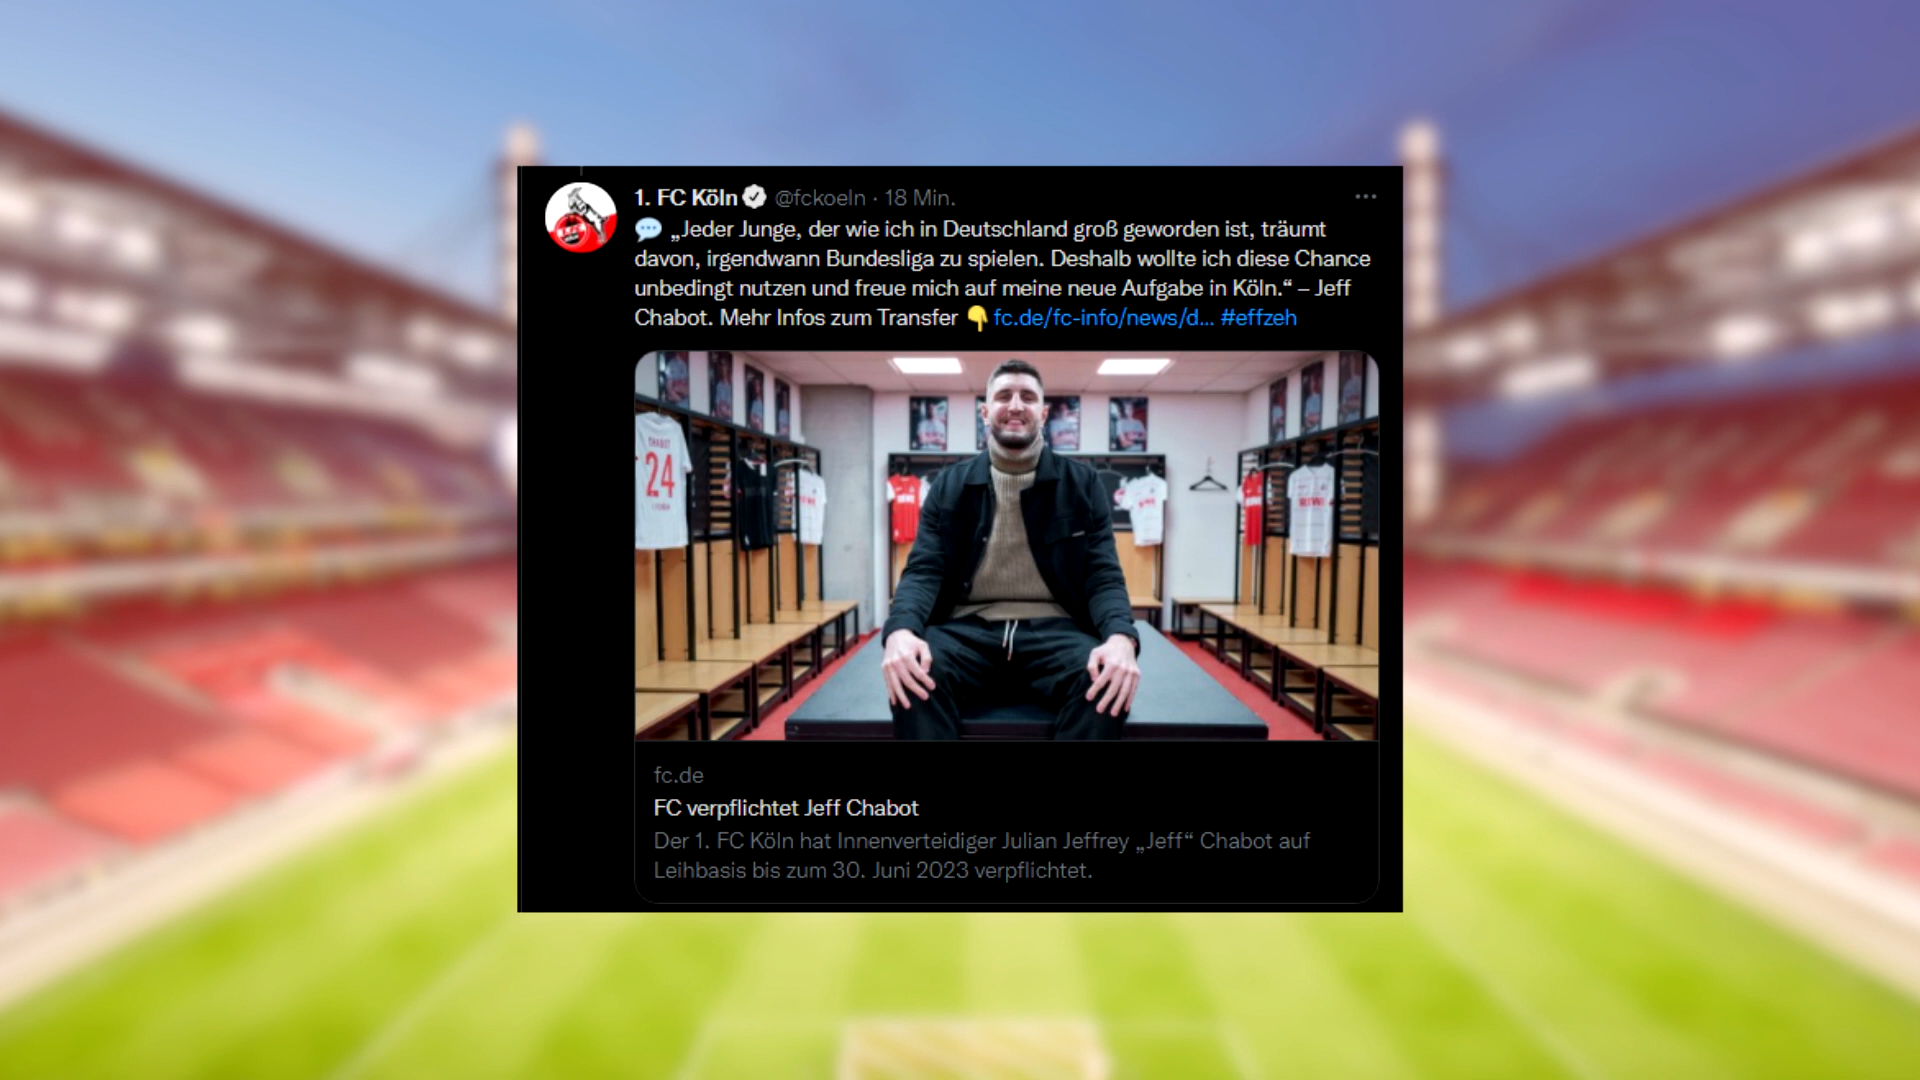 1. FC Köln @fckoeln · 18 Min.
💬 „Jeder Junge, der wie ich in Deutschland groß geworden ist, träumt
davon, irgendwann Bundesliga zu spielen. Deshalb wollte ich diese Chance
unbedingt nutzen und freue mich auf meine neue Aufgabe in Köln.“ – Jeff
Chabot. Mehr Infos zum Transfer 👇 fc.de/fc-info/news/d... #effzeh
CHABOT
24
REWE
fc.de
FC verpflichtet Jeff Chabot
Der 1. FC Köln hat Innenverteidiger Julian Jeffrey „Jeff“ Chabot auf
Leihbasis bis zum 30. Juni 2023 verpflichtet.